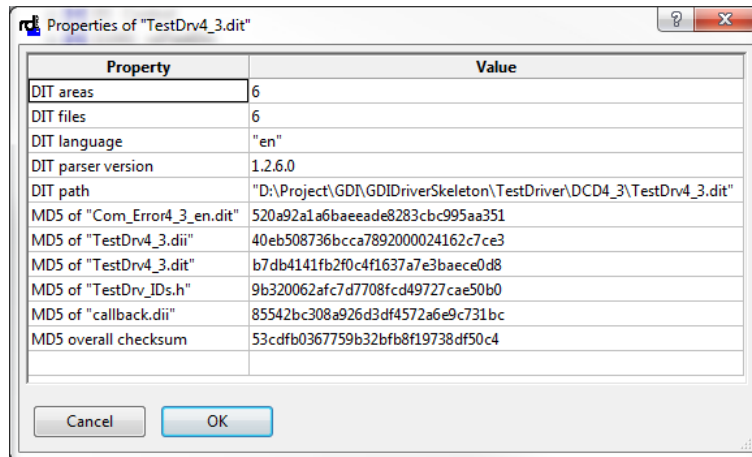 Properties of "TestDrv4_3.dit"
Property Value
DIT areas 6
DIT files 6
DIT language "en"
DIT parser version 1.2.6.0
DIT path "D:\Project\GDI\GDIDriverSkeleton\TestDriver\DCD4_3\TestDrv4_3.dit"
MD5 of "Com_Error4_3_en.dit" 520a92a1a6baeeade8283cbc995aa351
MD5 of "TestDrv4_3.dii" 40eb508736bcca7892000024162c7ce3
MD5 of "TestDrv4_3.dit" b7db4141fb2f0c4f1637a7e3baece0d8
MD5 of "TestDrv_IDs.h" 9b320062afc7d7708fcd49727cae50b0
MD5 of "callback.dii" 85542bc308a926d3df4572a6e9c731bc
MD5 overall checksum 53cdfb0367759b32bfb8f19738df50c4
Cancel OK